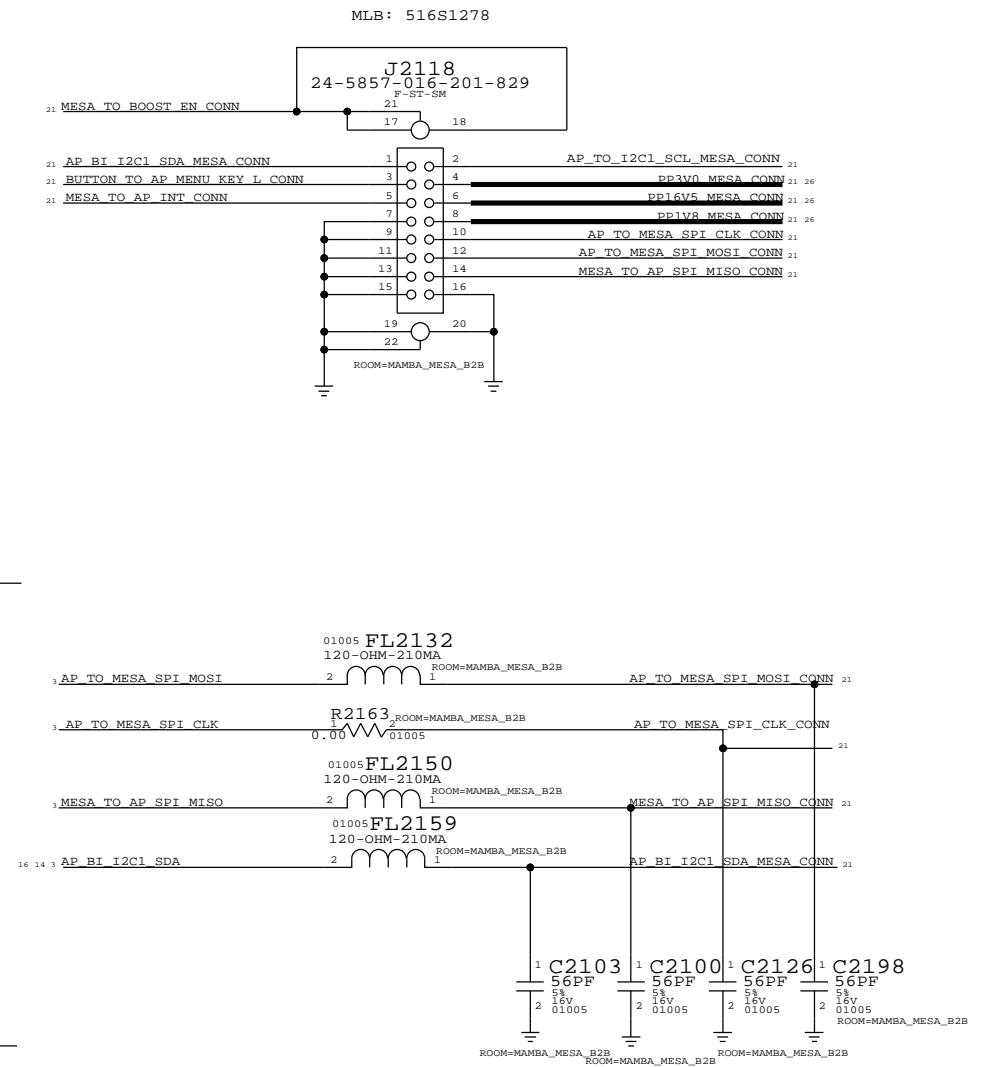 MLB: 516S1278
J2118
24-5857-016-201-829
F-ST-SM
21 MESA_TO_BOOST_EN_CONN
21
17 18
21 AP_BI_I2C1_SDA_MESA_CONN 1 2 AP_TO_I2C1_SCL_MESA_CONN 21
21 BUTTON_TO_AP_MENU_KEY_L_CONN 3 4 PP3V0_MESA_CONN 21 26
21 MESA_TO_AP_INT_CONN 5 6 PP16V5_MESA_CONN 21 26
7 8 PP1V8_MESA_CONN 21 26
9 10 AP_TO_MESA_SPI_CLK_CONN 21
11 12 AP_TO_MESA_SPI_MOSI_CONN 21
13 14 MESA_TO_AP_SPI_MISO_CONN 21
15 16
19 20
22
ROOM=MAMBA_MESA_B2B
01005 FL2132
120-OHM-210MA
ROOM=MAMBA_MESA_B2B
3 AP_TO_MESA_SPI_MOSI 2 1 AP_TO_MESA_SPI_MOSI_CONN 21
R2163 ROOM=MAMBA_MESA_B2B
3 AP_TO_MESA_SPI_CLK 1 2 AP_TO_MESA_SPI_CLK_CONN
0.00 01005
21
01005 FL2150
120-OHM-210MA
ROOM=MAMBA_MESA_B2B
3 MESA_TO_AP_SPI_MISO 2 1 MESA_TO_AP_SPI_MISO_CONN 21
01005 FL2159
120-OHM-210MA
ROOM=MAMBA_MESA_B2B
16 14 3 AP_BI_I2C1_SDA 2 1 AP_BI_I2C1_SDA_MESA_CONN 21
1 C2103 1 C2100 1 C2126 1 C2198
56PF 56PF 56PF 56PF
5% 5% 5% 5%
2 16V 2 16V 2 16V 2 16V
01005 01005 01005 01005
ROOM=MAMBA_MESA_B2B
ROOM=MAMBA_MESA_B2B ROOM=MAMBA_MESA_B2B
ROOM=MAMBA_MESA_B2B